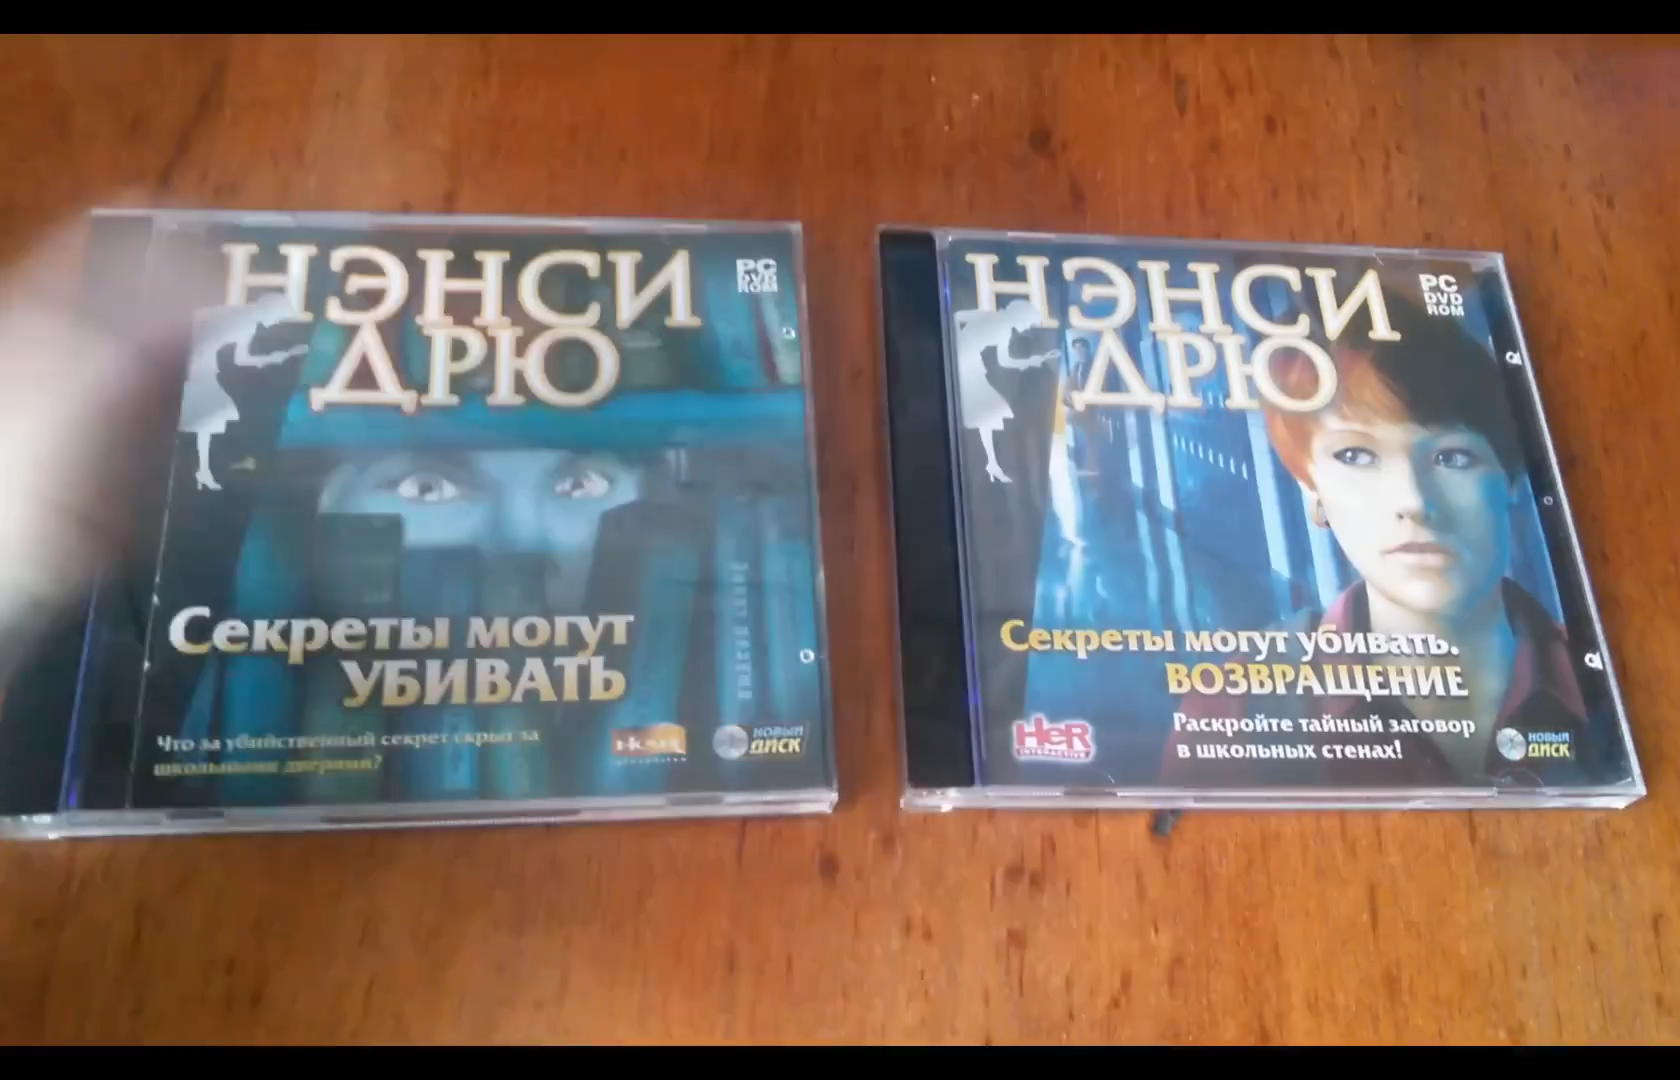 НЭНСИ
ДРЮ
PC
DVD
ROM
Секреты могут
УБИВАТЬ
Что за убийственный секрет скрыт за
школьными дверями?
НОВЫЙ
ДИСК
НЭНСИ
ДРЮ
PC
DVD
ROM
Секреты могут убивать.
ВОЗВРАЩЕНИЕ
Раскройте тайный заговор
в школьных стенах!
HeR
INTERACTIVE
НОВЫЙ
ДИСК